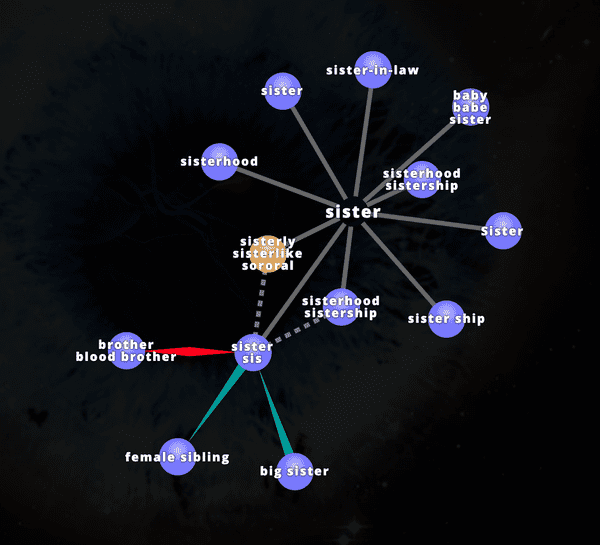 sister-in-law
sister
baby
babe
sister
sisterhood
sisterhood
sistership
sister
Sister
sisterly
sisterlike
sororal
sisterhood
sistership
sister ship
brother
blood brother
sister
sis
female sibling
big sister